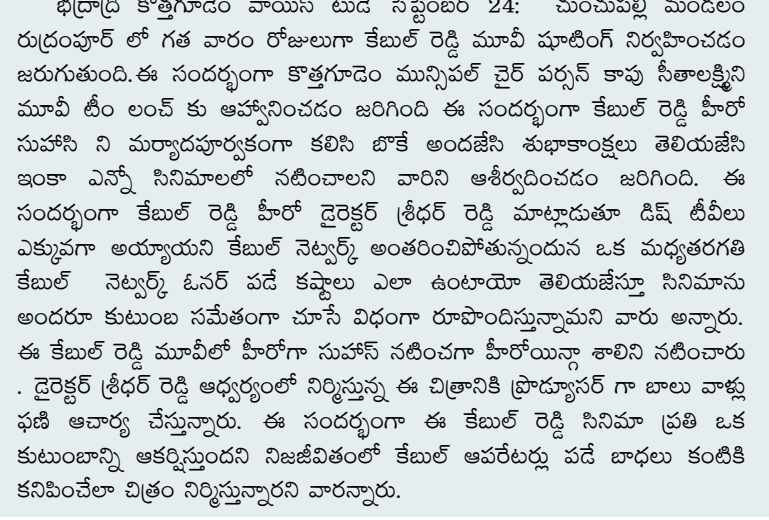 భద్రాద్రి కొత్తగూడెం వాయిస్ టుడే సెప్టెంబర్ 24: చుంచుపల్లి మండలం
రుద్రంపూర్ లో గత వారం రోజులుగా కేబుల్ రెడ్డి మూవీ షూటింగ్ నిర్వహించడం
జరుగుతుంది.ఈ సందర్భంగా కొత్తగూడెం మున్సిపల్ చైర్ పర్సన్ కాపు సీతాలక్ష్మిని
మూవీ టీం లంచ్ కు ఆహ్వానించడం జరిగింది ఈ సందర్భంగా కేబుల్ రెడ్డి హీరో
సుహాసి ని మర్యాదపూర్వకంగా కలిసి బొకే అందజేసి శుభాకాంక్షలు తెలియజేసి
ఇంకా ఎన్నో సినిమాలలో నటించాలని వారిని ఆశీర్వదించడం జరిగింది. ఈ
సందర్భంగా కేబుల్ రెడ్డి హీరో డైరెక్టర్ శ్రీధర్ రెడ్డి మాట్లాడుతూ డిష్ టీవీలు
ఎక్కువగా అయ్యాయని కేబుల్ నెట్వర్క్ అంతరించిపోతున్నందున ఒక మధ్యతరగతి
కేబుల్ నెట్వర్క్ ఓనర్ పడే కష్టాలు ఎలా ఉంటాయో తెలియజేస్తూ సినిమాను
అందరూ కుటుంబ సమేతంగా చూసే విధంగా రూపొందిస్తున్నామని వారు అన్నారు.
ఈ కేబుల్ రెడ్డి మూవీలో హీరోగా సుహాస్ నటించగా హీరోయిన్గా శాలిని నటించారు
. డైరెక్టర్ శ్రీధర్ రెడ్డి ఆధ్వర్యంలో నిర్మిస్తున్న ఈ చిత్రానికి ప్రొడ్యూసర్ గా బాలు వాళ్లు
ఫణి ఆచార్య చేస్తున్నారు. ఈ సందర్భంగా ఈ కేబుల్ రెడ్డి సినిమా ప్రతి ఒక
కుటుంబాన్ని ఆకర్షిస్తుందని నిజజీవితంలో కేబుల్ ఆపరేటర్లు పడే బాధలు కంటికి
కనిపించేలా చిత్రం నిర్మిస్తున్నారని వారన్నారు.